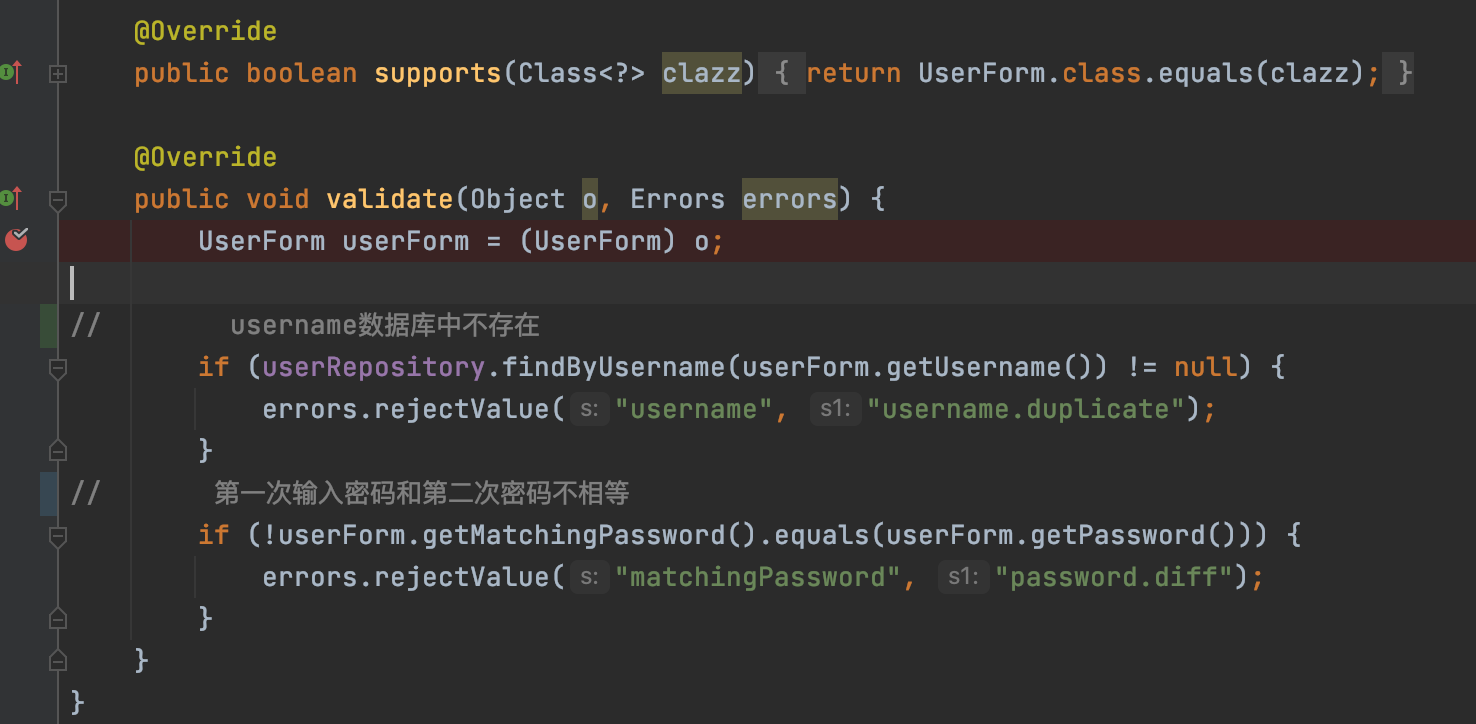 @Override
public boolean supports(Class<?> clazz) { return UserForm.class.equals(clazz); }
@Override
public void validate(Object o, Errors errors) {
UserForm userForm = (UserForm) o;
//        username数据库中不存在
if (userRepository.findByUsername(userForm.getUsername()) != null) {
errors.rejectValue( s: "username",  s1: "username.duplicate");
}
//       第一次输入密码和第二次密码不相等
if (!userForm.getMatchingPassword().equals(userForm.getPassword())) {
errors.rejectValue( s: "matchingPassword",  s1: "password.diff");
}
}
}